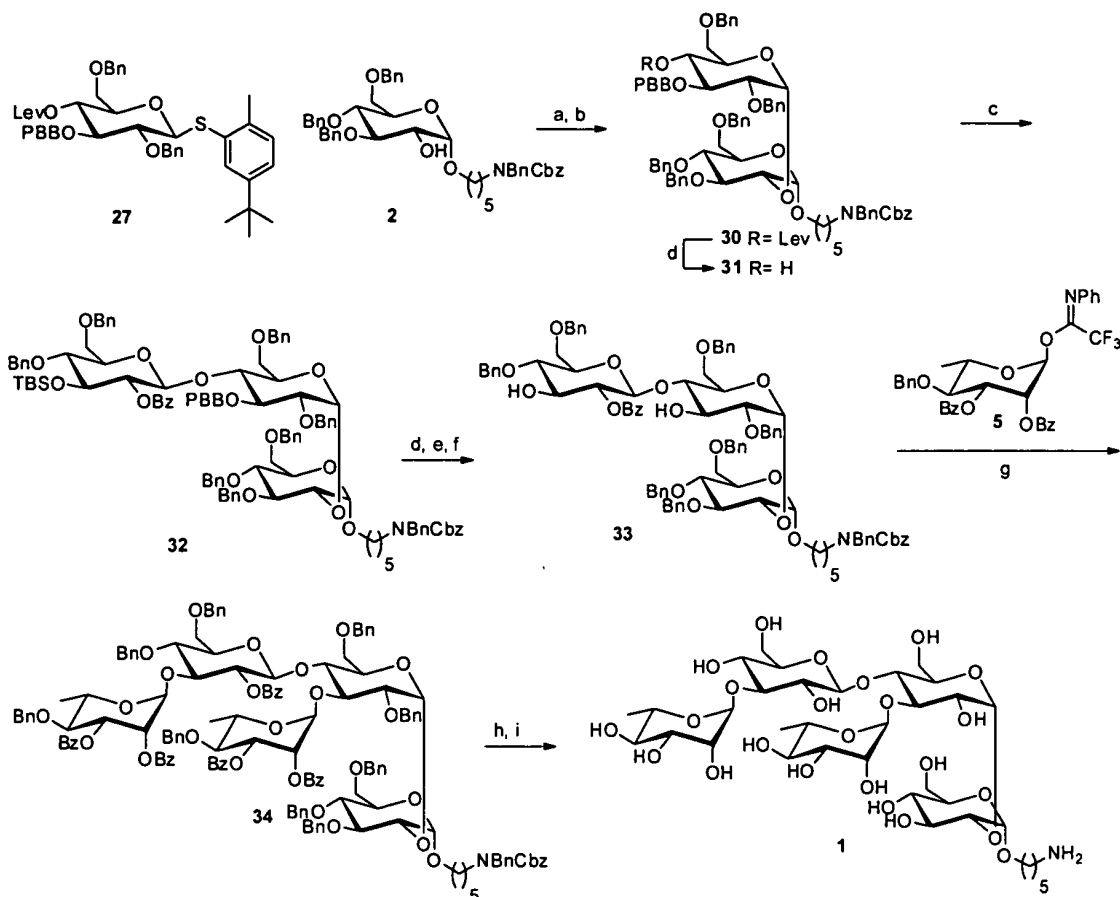 OBn
LevO
PBBO
OBn
S
O
27
OBn
BnO
BnO
O
OH
O
NBnCbz
5
2
a, b
OBn
RO
PBBO
O
OBn
OBn
BnO
BnO
O
O
O
NBnCbz
5
30 R= Lev
d
31 R= H
c
OBn
BnO
TBSO
O
OBz
O
OBn
O
PBBO
OBn
OBn
BnO
BnO
O
O
O
NBnCbz
5
32
d, e, f
OBn
BnO
HO
O
OBz
O
OBn
O
HO
OBn
OBn
BnO
BnO
O
O
O
NBnCbz
5
33
NPh
O
CF3
O
BnO
BzO
OBz
5
g
OBn
BnO
O
O
OBz
O
OBn
O
O
OBn
O
BnO
BzO
OBz
O
BnO
BzO
OBz
OBn
BnO
BnO
O
O
O
NBnCbz
5
34
h, i
OH
HO
O
O
OH
O
OH
O
O
OH
O
HO
HO
OH
O
HO
HO
OH
HO
HO
HO
O
O
O
NH2
5
1